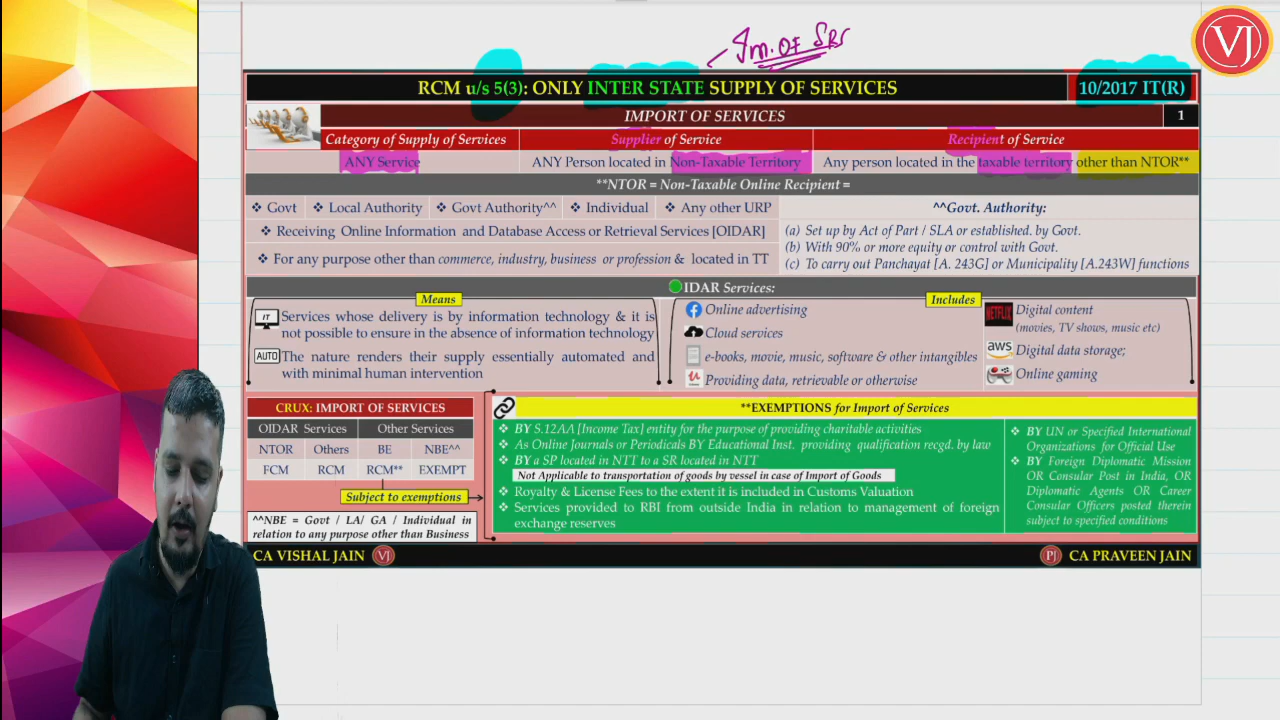 Im. OF SRS
VJ
RCM u/s 5(3): ONLY INTER STATE SUPPLY OF SERVICES
10/2017 IT(R)
IMPORT OF SERVICES
1
Category of Supply of Services
Supplier of Service
Recipient of Service
ANY Service
ANY Person located in Non-Taxable Territory
Any person located in the taxable territory other than NTOR**
**NTOR = Non-Taxable Online Recipient =
❖ Govt ❖ Local Authority ❖ Govt Authority^^ ❖ Individual ❖ Any other URP
❖ Receiving Online Information and Database Access or Retrieval Services [OIDAR]
❖ For any purpose other than commerce, industry, business or profession & located in TT
^^Govt. Authority:
(a) Set up by Act of Part / SLA or established. by Govt.
(b) With 90% or more equity or control with Govt.
(c) To carry out Panchayat [A. 243G] or Municipality [A.243W] functions
IDAR Services:
Means
IT
Services whose delivery is by information technology & it is
not possible to ensure in the absence of information technology
AUTO
The nature renders their supply essentially automated and
with minimal human intervention
Includes
Online advertising
Cloud services
e-books, movie, music, software & other intangibles
Providing data, retrievable or otherwise
NETFLIX
Digital content
(movies, TV shows, music etc)
aws
Digital data storage;
Online gaming
CRUX: IMPORT OF SERVICES
OIDAR Services
Other Services
NTOR Others BE NBE^^
FCM RCM RCM** EXEMPT
Subject to exemptions
^^NBE = Govt / LA/ GA / Individual in
relation to any purpose other than Business
**EXEMPTIONS for Import of Services
❖ BY S.12AA [Income Tax] entity for the purpose of providing charitable activities
❖ As Online Journals or Periodicals BY Educational Inst. providing qualification recgd. by law
❖ BY a SP located in NTT to a SR located in NTT
Not Applicable to transportation of goods by vessel in case of Import of Goods
❖ Royalty & License Fees to the extent it is included in Customs Valuation
❖ Services provided to RBI from outside India in relation to management of foreign
exchange reserves
❖ BY UN or Specified International
Organizations for Official Use
❖ BY Foreign Diplomatic Mission
OR Consular Post in India, OR
Diplomatic Agents OR Career
Consular Officers posted therein
subject to specified conditions
CA VISHAL JAIN VJ
PJ CA PRAVEEN JAIN